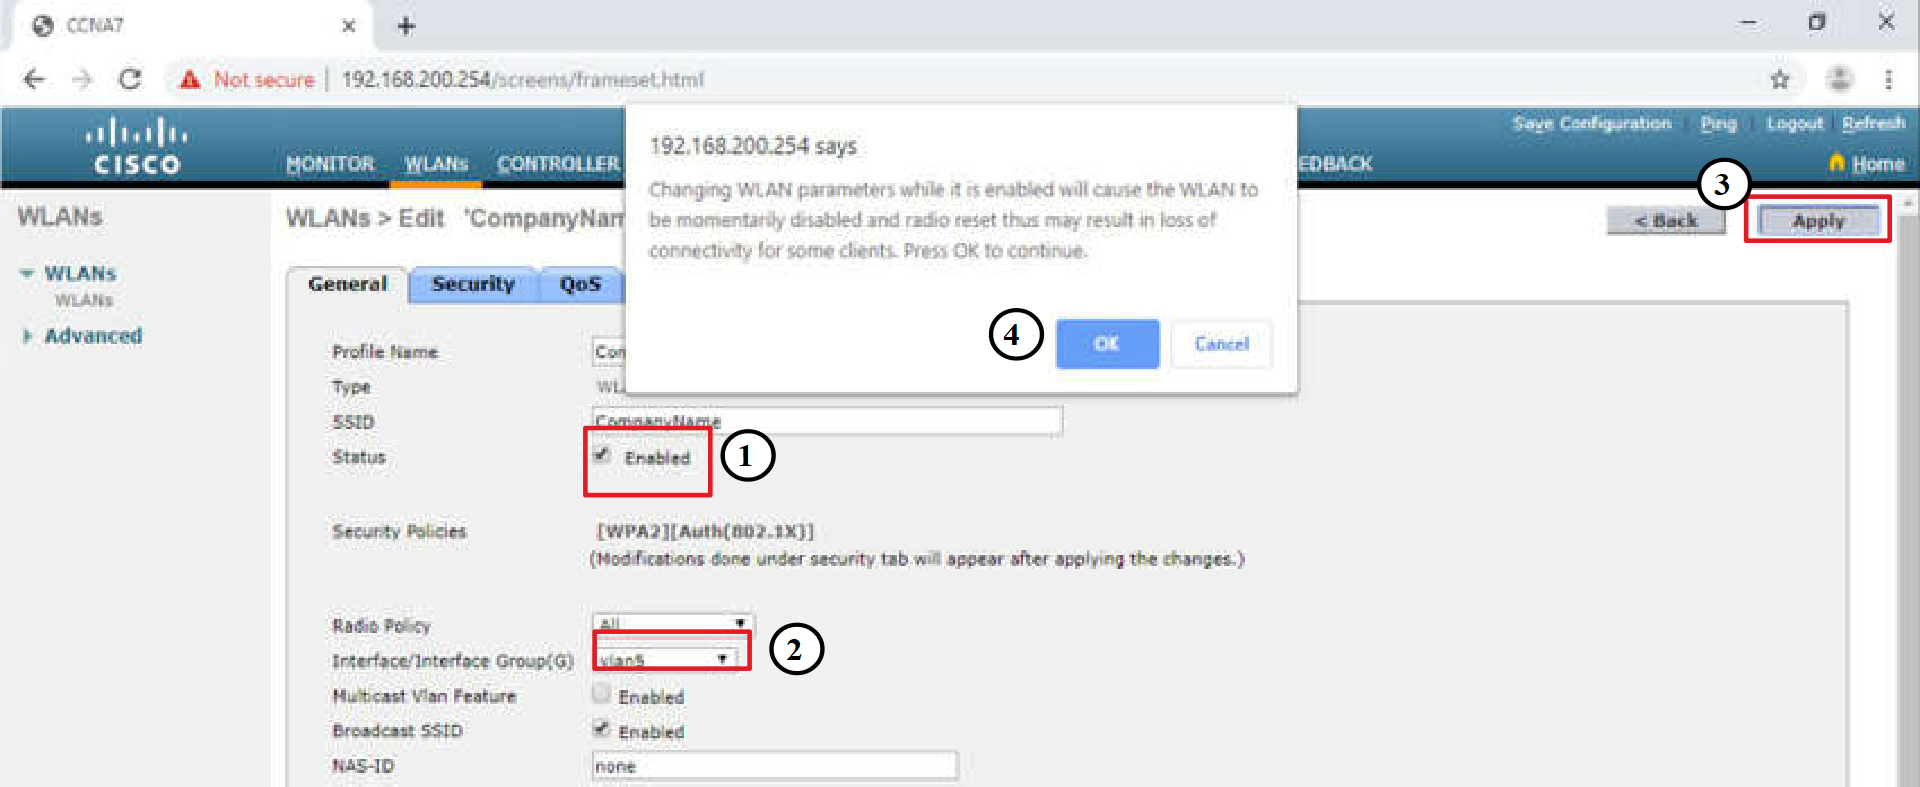 CCNA7
Not secure | 192.168.200.254/screens/frameset.html
Save Configuration Ping Logout Refresh
CISCO MONITOR WLANs CONTROLLER EDBACK Home
192.168.200.254 says
Changing WLAN parameters while it is enabled will cause the WLAN to
be momentarily disabled and radio reset thus may result in loss of
connectivity for some clients. Press OK to continue.
OK Cancel
3
4
WLANs
WLANs
WLANs
Advanced
WLANs > Edit 'CompanyNam
< Back Apply
General Security QoS
Profile Name Com
Type WL
SSID CompanyName
Status Enabled
1
Security Policies [WPA2][Auth(802.1X)]
(Modifications done under security tab will appear after applying the changes.)
Radio Policy All
Interface/Interface Group(G) vlan5
2
Multicast Vlan Feature Enabled
Broadcast SSID Enabled
NAS-ID none